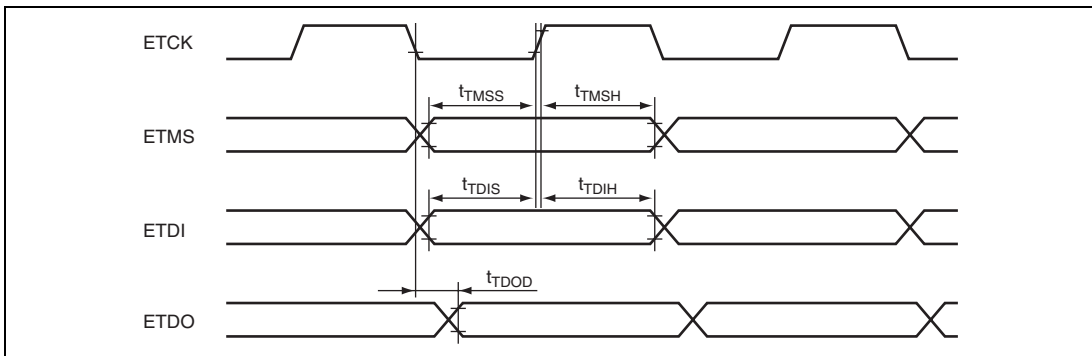 ETCK
tTMSS tTMSH
ETMS
tTDIS tTDIH
ETDI
tTDOD
ETDO